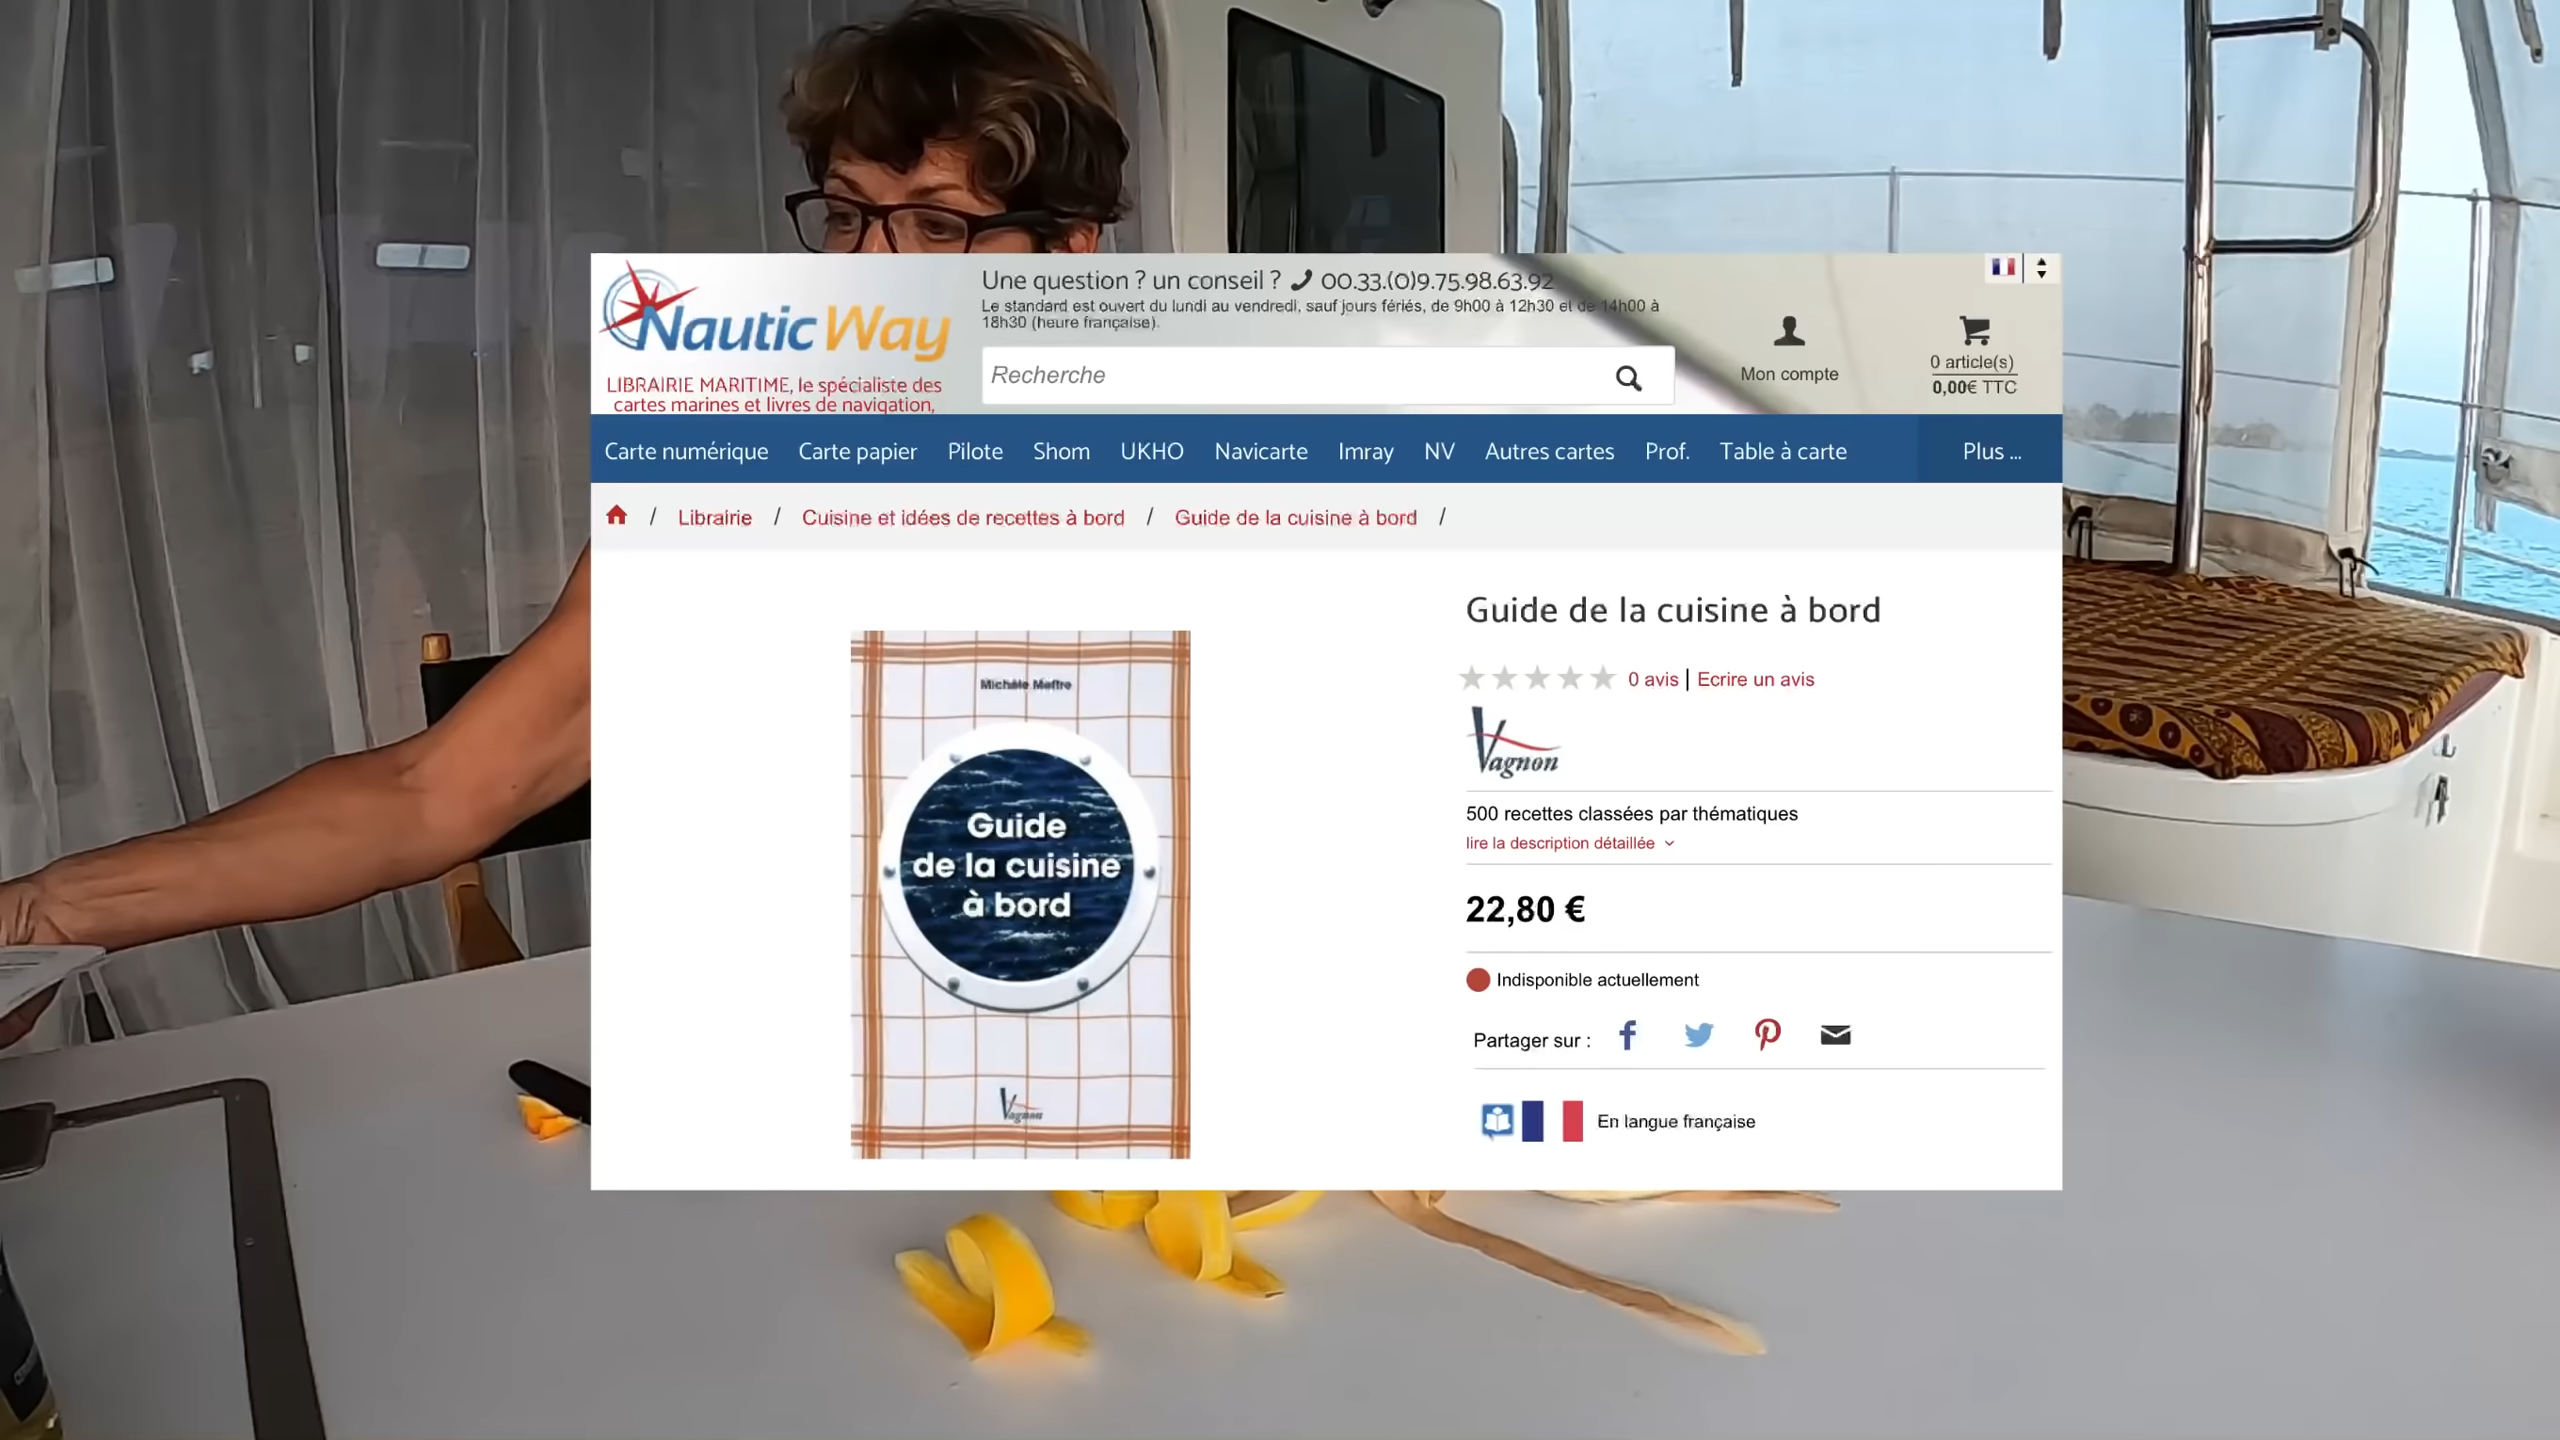 Nautic Way
LIBRAIRIE MARITIME, le spécialiste des
cartes marines et livres de navigation,
Une question ? un conseil ? 00.33.(0)9.75.98.63.92
Le standard est ouvert du lundi au vendredi, sauf jours fériés, de 9h00 à 12h30 et de 14h00 à
18h30 (heure française).
Recherche
Mon compte
0 article(s)
0,00€ TTC
Carte numérique Carte papier Pilote Shom UKHO Navicarte Imray NV Autres cartes Prof. Table à carte Plus ...
/ Librairie / Cuisine et idées de recettes à bord / Guide de la cuisine à bord /
Michèle Meffre
Guide
de la cuisine
à bord
Vagnon
Guide de la cuisine à bord
0 avis | Ecrire un avis
Vagnon
500 recettes classées par thématiques
lire la description détaillée
22,80 €
Indisponible actuellement
Partager sur :
En langue française